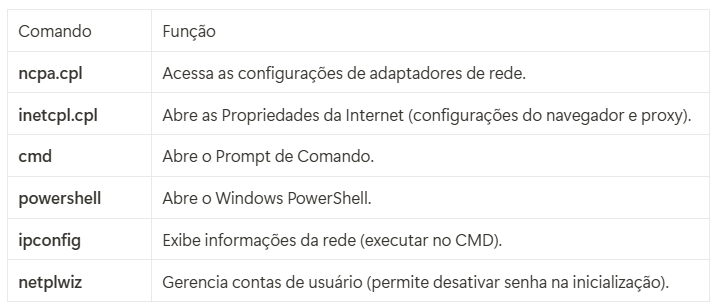 Comando Função
ncpa.cpl Acessa as configurações de adaptadores de rede.
inetcpl.cpl Abre as Propriedades da Internet (configurações do navegador e proxy).
cmd Abre o Prompt de Comando.
powershell Abre o Windows PowerShell.
ipconfig Exibe informações da rede (executar no CMD).
netplwiz Gerencia contas de usuário (permite desativar senha na inicialização).